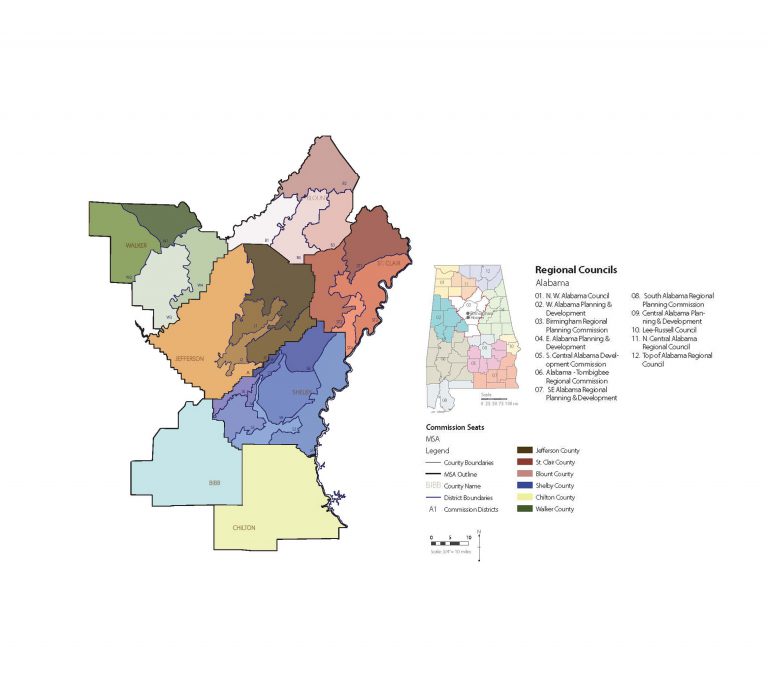 BLOUNT
WALKER
ST. CLAIR
JEFFERSON
SHELBY
BIBB
CHILTON
Regional Councils
Alabama
01. N. W. Alabama Council
02. W. Alabama Planning &
Development
03. Birmingham Regional
Planning Commission
04. E. Alabama Planning &
Development
05. S. Central Alabama Devel-
opment Commission
06. Alabama - Tombigbee
Regional Commission
07. SE Alabama Regional
Planning & Development
08. South Alabama Regional
Planning Commission
09. Central Alabama Plan-
ning & Development
10. Lee-Russell Council
11. N. Central Alabama
Regional Council
12. Top of Alabama Regional
Council
Scale
Commission Seats
MSA
Legend
County Boundaries
MSA Outline
BIBB County Name
District Boundaries
A1 Commission Districts
Jefferson County
St. Clair County
Blount County
Shelby County
Chilton County
Walker County
0 5 10
Scale: 3/4" = 10 miles
N